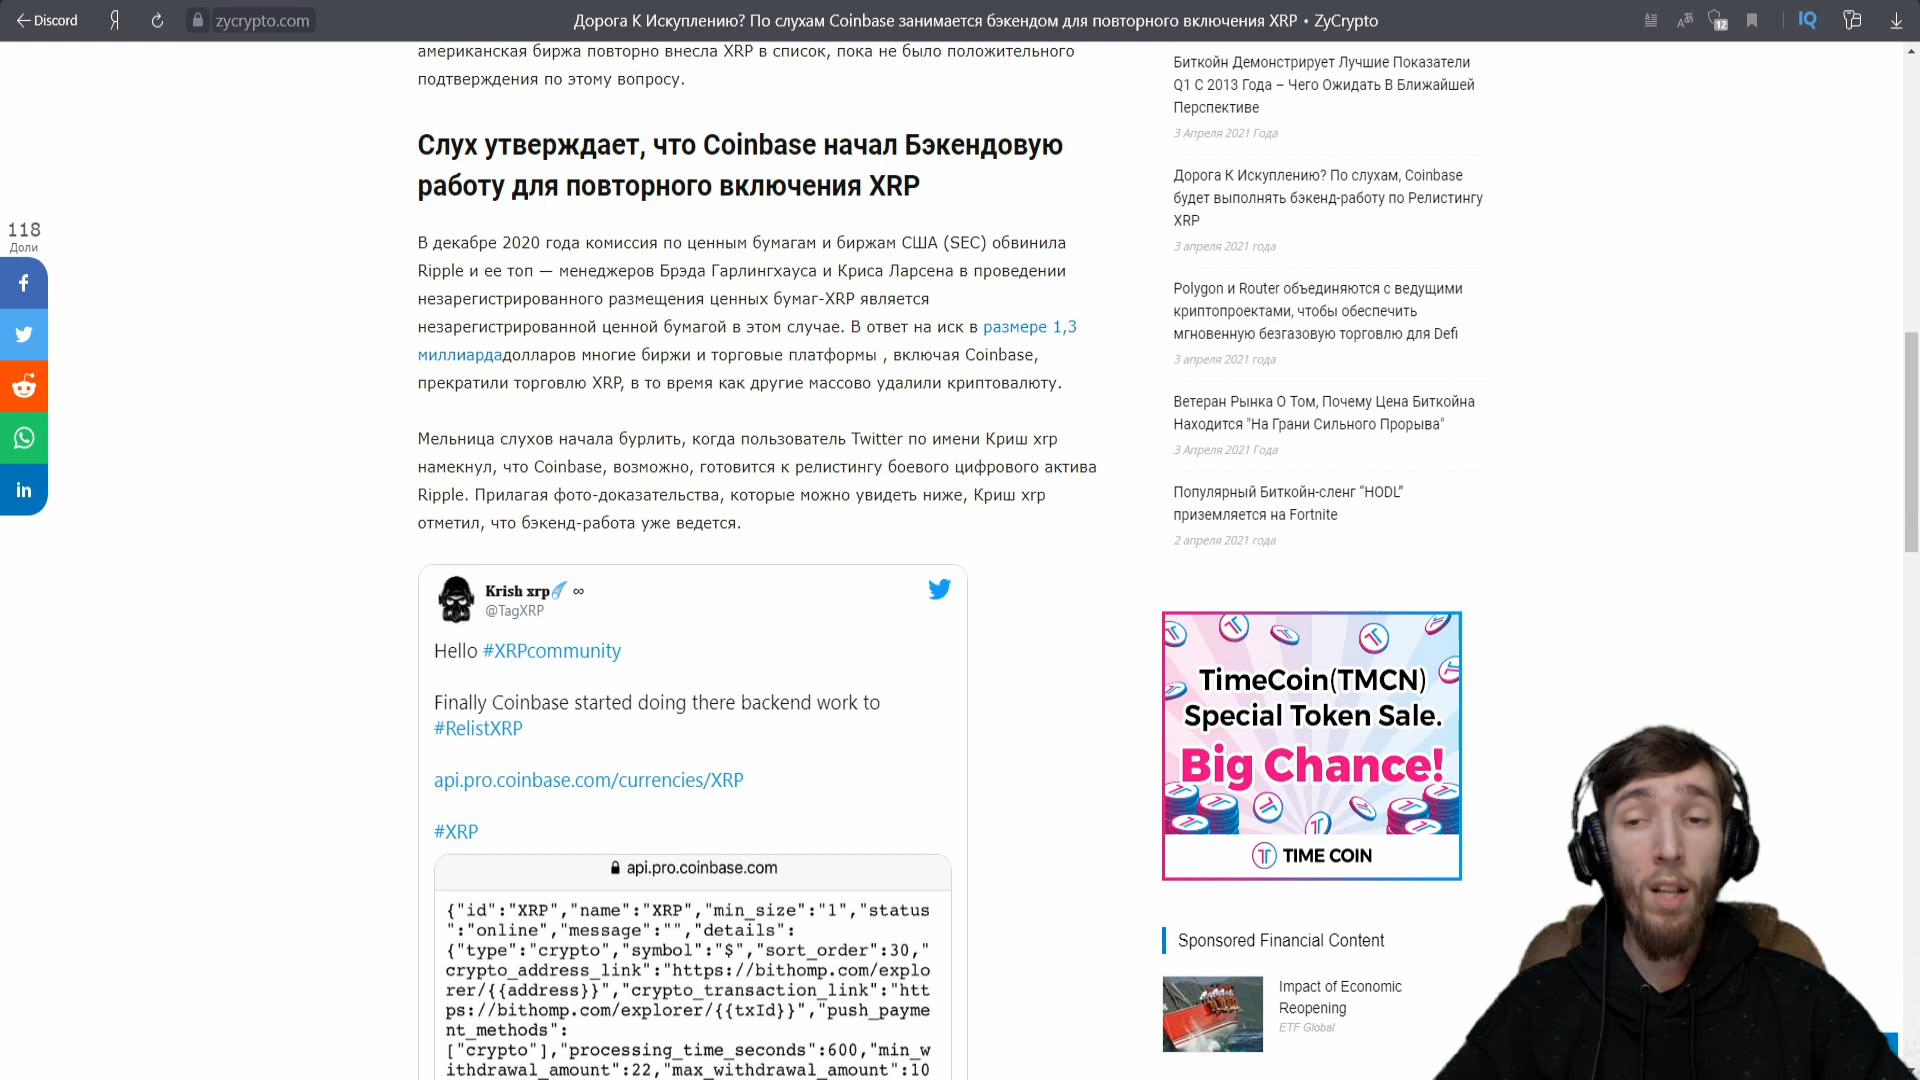 Discord
Я
zycrypto.com
Дорога К Искуплению? По слухам Coinbase занимается бэкендом для повторного включения XRP • ZyCrypto
12
IQ
американская биржа повторно внесла XRP в список, пока не было положительного
подтверждения по этому вопросу.
Слух утверждает, что Coinbase начал Бэкендовую
работу для повторного включения XRP
118
Доли
В декабре 2020 года комиссия по ценным бумагам и биржам США (SEC) обвинила
Ripple и ее топ — менеджеров Брэда Гарлингхауса и Криса Ларсена в проведении
незарегистрированного размещения ценных бумаг-XRP является
незарегистрированной ценной бумагой в этом случае. В ответ на иск в размере 1,3
миллиардадолларов многие биржи и торговые платформы , включая Coinbase,
прекратили торговлю XRP, в то время как другие массово удалили криптовалюту.
Мельница слухов начала бурлить, когда пользователь Twitter по имени Криш xrp
намекнул, что Coinbase, возможно, готовится к релистингу боевого цифрового актива
Ripple. Прилагая фото-доказательства, которые можно увидеть ниже, Криш xrp
отметил, что бэкенд-работа уже ведется.
Krish xrp ∞
@TagXRP
Hello #XRPcommunity
Finally Coinbase started doing there backend work to
#RelistXRP
api.pro.coinbase.com/currencies/XRP
#XRP
api.pro.coinbase.com
{"id":"XRP","name":"XRP","min_size":"1","status
":"online","message":"","details":
{"type":"crypto","symbol":"$","sort_order":30,"
crypto_address_link":"https://bithomp.com/explo
rer/{{address}}","crypto_transaction_link":"htt
ps://bithomp.com/explorer/{{txId}}","push_payme
nt_methods":
["crypto"],"processing_time_seconds":600,"min_w
ithdrawal_amount":22,"max_withdrawal_amount":10
Биткойн Демонстрирует Лучшие Показатели
Q1 С 2013 Года – Чего Ожидать В Ближайшей
Перспективе
3 Апреля 2021 Года
Дорога К Искуплению? По слухам, Coinbase
будет выполнять бэкенд-работу по Релистингу
XRP
3 апреля 2021 года
Polygon и Router объединяются с ведущими
криптопроектами, чтобы обеспечить
мгновенную безгазовую торговлю для Defi
3 апреля 2021 года
Ветеран Рынка О Том, Почему Цена Биткойна
Находится "На Грани Сильного Прорыва"
3 Апреля 2021 Года
Популярный Биткойн-сленг “HODL”
приземляется на Fortnite
2 апреля 2021 года
TimeCoin(TMCN)
Special Token Sale.
Big Chance!
TIME COIN
Sponsored Financial Content
Impact of Economic
Reopening
ETF Global